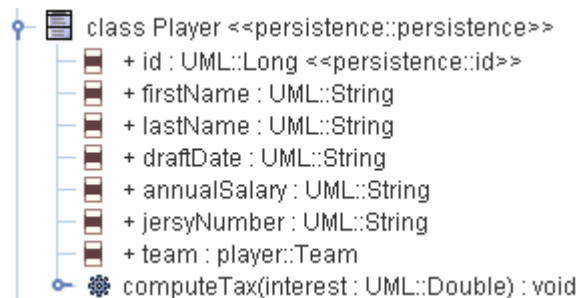 class Player <<persistence::persistence>>
+ id : UML::Long <<persistence::id>>
+ firstName : UML::String
+ lastName : UML::String
+ draftDate : UML::String
+ annualSalary : UML::String
+ jersyNumber : UML::String
+ team : player::Team
computeTax(interest : UML::Double) : void